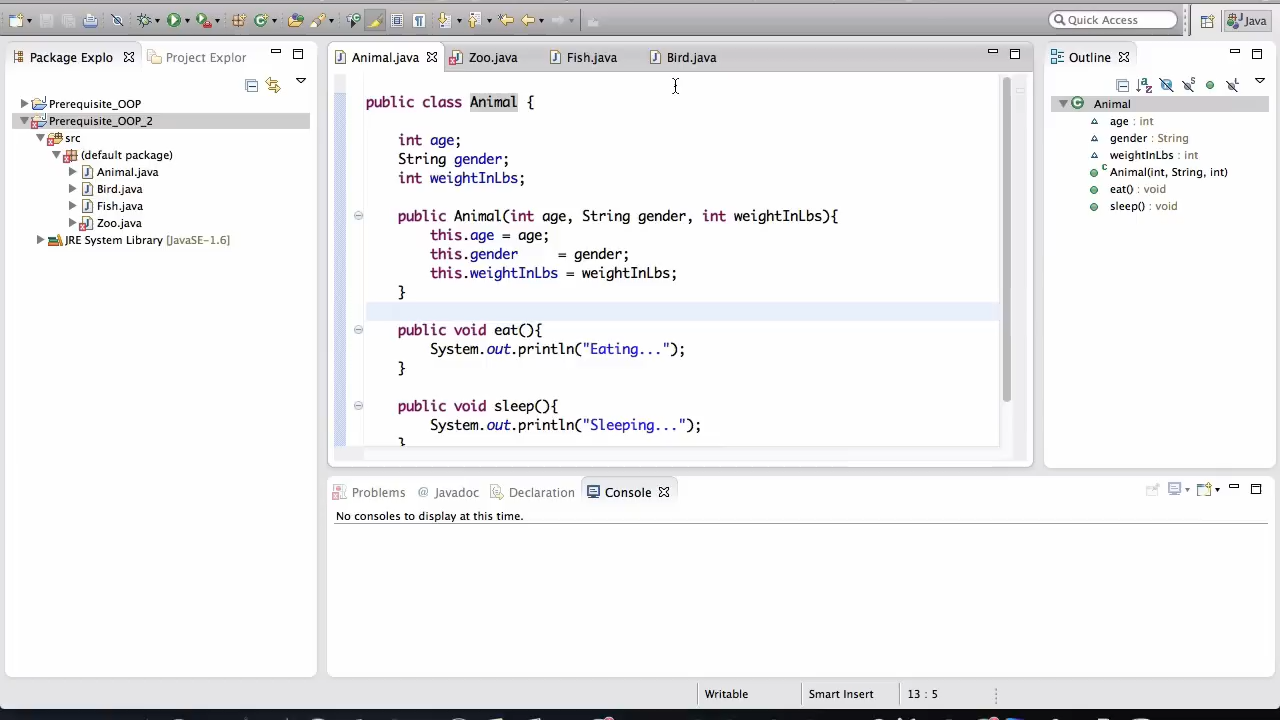 Quick Access
Java
Package Explo
Project Explor
Prerequisite_OOP
Prerequisite_OOP_2
src
(default package)
Animal.java
Bird.java
Fish.java
Zoo.java
JRE System Library [JavaSE-1.6]
Animal.java Zoo.java Fish.java Bird.java
public class Animal {
int age;
String gender;
int weightInLbs;
public Animal(int age, String gender, int weightInLbs){
this.age = age;
this.gender     = gender;
this.weightInLbs = weightInLbs;
}
public void eat(){
System.out.println("Eating...");
}
public void sleep(){
System.out.println("Sleeping...");
}
Outline
Animal
age : int
gender : String
weightInLbs : int
Animal(int, String, int)
eat() : void
sleep() : void
Problems @ Javadoc Declaration Console
No consoles to display at this time.
Writable Smart Insert 13 : 5